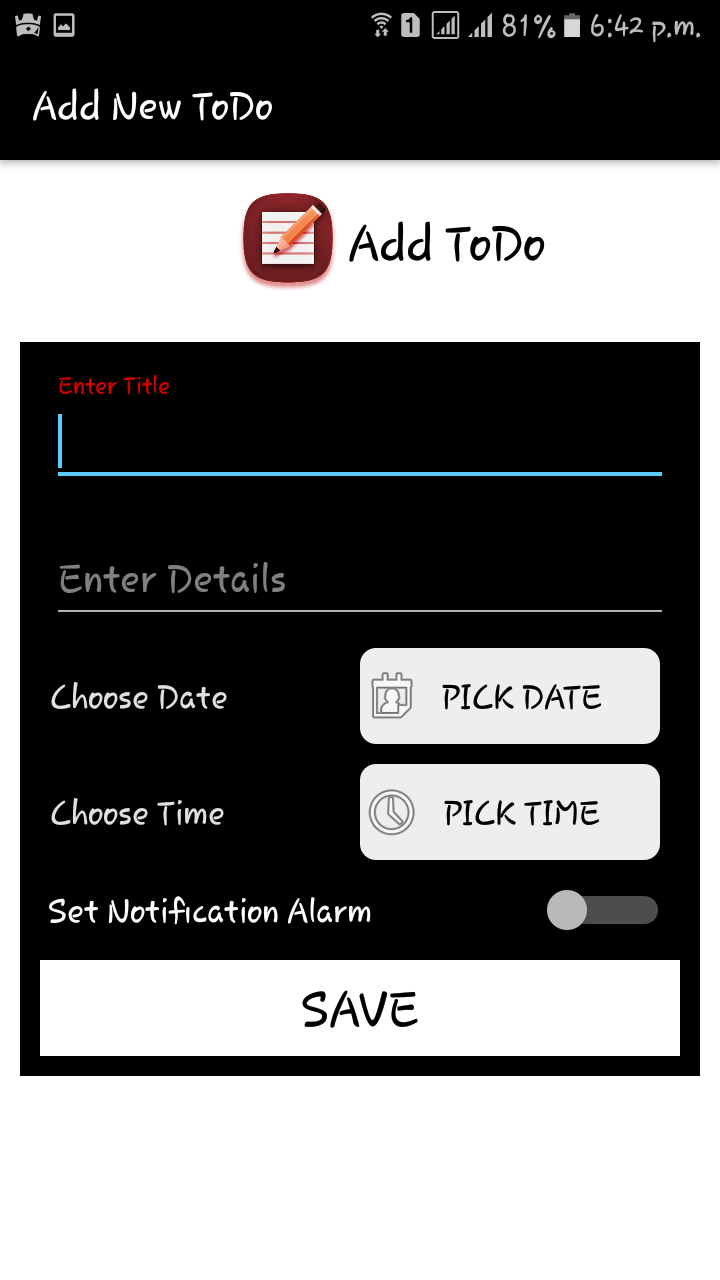 1 81% 6:42 p.m.
Add New ToDo
Add ToDo
Enter Title
Enter Details
Choose Date PICK DATE
Choose Time PICK TIME
Set Notification Alarm
SAVE